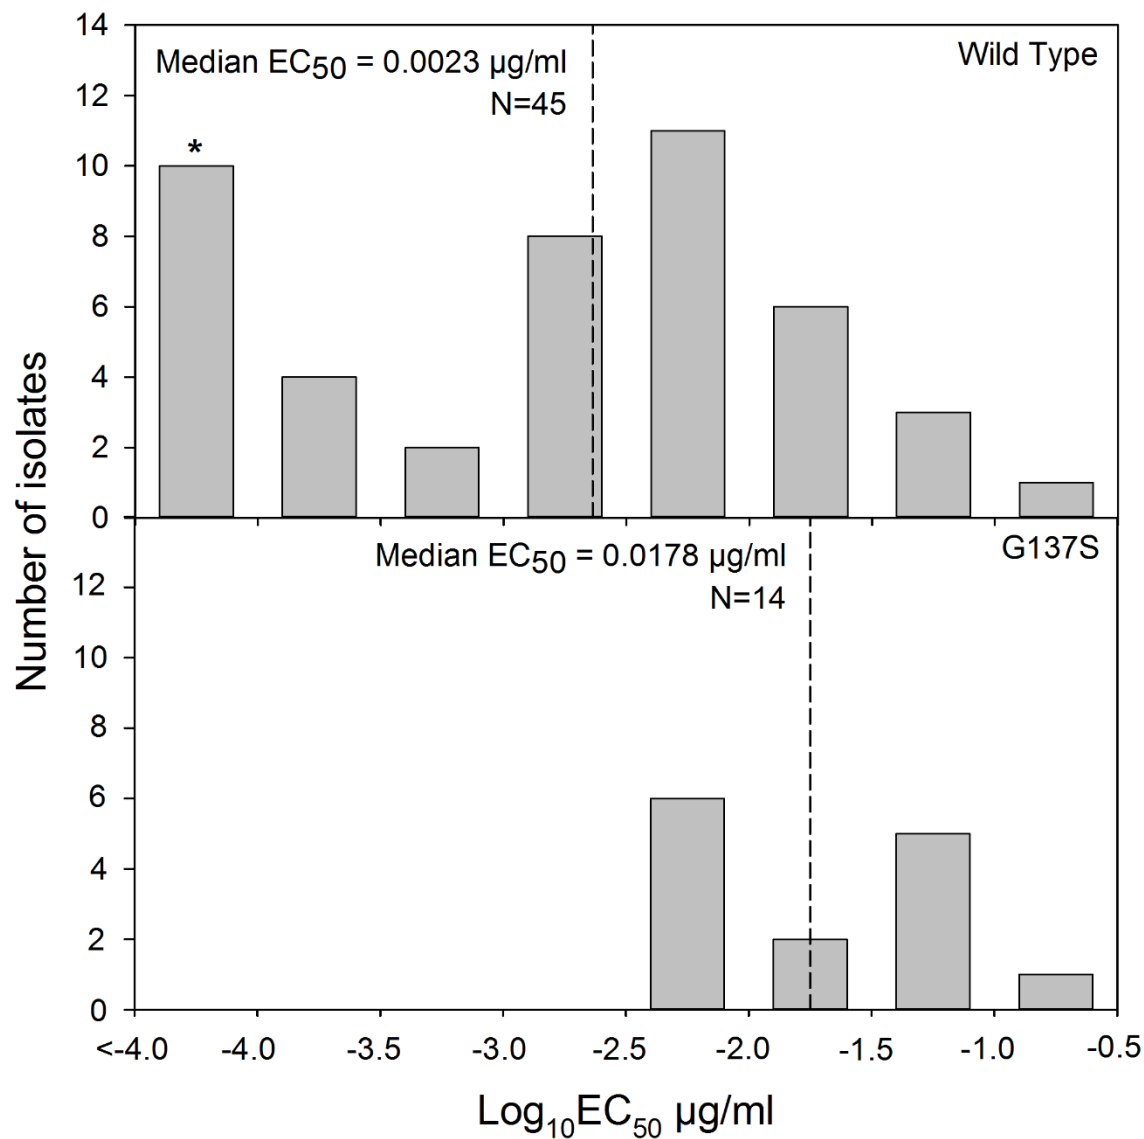 14
12
10
8
6
4
2
0
Median EC50 = 0.0023 µg/ml
N=45
Wild Type
*
Number of isolates
12
10
8
6
4
2
0
Median EC50 = 0.0178 µg/ml
N=14
G137S
<-4.0 -4.0 -3.5 -3.0 -2.5 -2.0 -1.5 -1.0 -0.5
Log10EC50 µg/ml